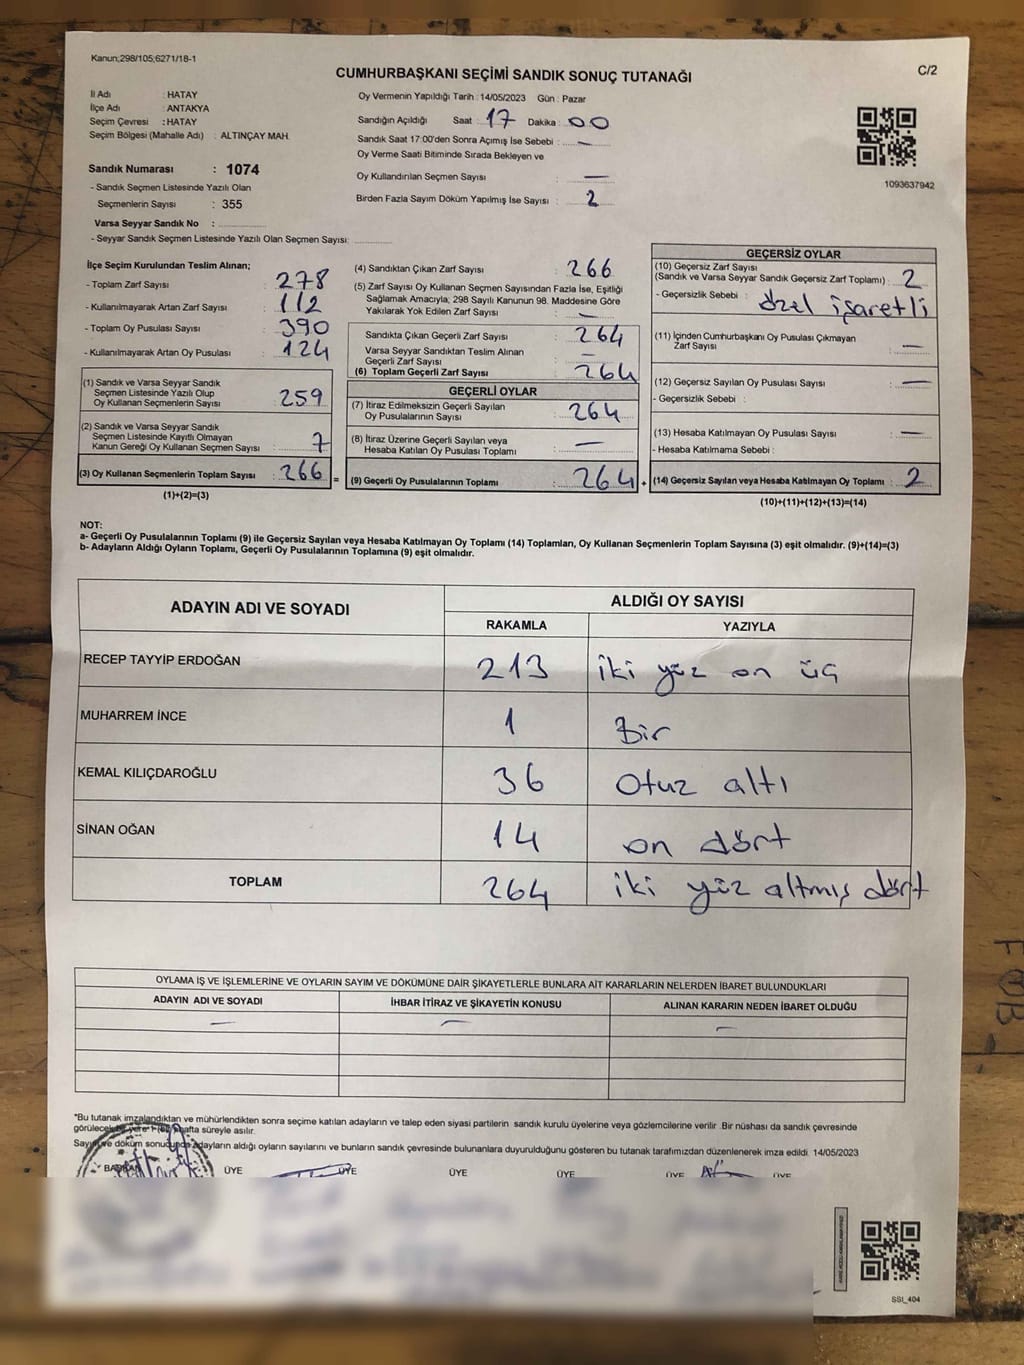 Kanun;298/105;6271/18-1
C/2
CUMHURBAŞKANI SEÇİMİ SANDIK SONUÇ TUTANAĞI
İl Adı : HATAY
İlçe Adı : ANTAKYA
Seçim Çevresi : HATAY
Seçim Bölgesi (Mahalle Adı) : ALTINÇAY MAH.
Sandık Numarası : 1074
- Sandık Seçmen Listesinde Yazılı Olan
Seçmenlerin Sayısı : 355
Varsa Seyyar Sandık No :
- Seyyar Sandık Seçmen Listesinde Yazılı Olan Seçmen Sayısı:
Oy Vermenin Yapıldığı Tarih : 14/05/2023 Gün : Pazar
Sandığın Açıldığı Saat : 17 Dakika : 00
Sandık Saat 17:00'den Sonra Açımış İse Sebebi : —
Oy Verme Saati Bitiminde Sırada Bekleyen ve
Oy Kullandırılan Seçmen Sayısı : —
Birden Fazla Sayım Döküm Yapılmış İse Sayısı : 2
1093637942
İlçe Seçim Kurulundan Teslim Alınan;
- Toplam Zarf Sayısı : 278
- Kullanılmayarak Artan Zarf Sayısı : 112
- Toplam Oy Pusulası Sayısı : 390
- Kullanılmayarak Artan Oy Pusulası : 124
(1) Sandık ve Varsa Seyyar Sandık
Seçmen Listesinde Yazılı Olup
Oy Kullanan Seçmenlerin Sayısı : 259
(2) Sandık ve Varsa Seyyar Sandık
Seçmen Listesinde Kayıtlı Olmayan
Kanun Gereği Oy Kullanan Seçmen Sayısı : 7
(3) Oy Kullanan Seçmenlerin Toplam Sayısı : 266 =
(1)+(2)=(3)
(4) Sandıktan Çıkan Zarf Sayısı : 266
(5) Zarf Sayısı Oy Kullanan Seçmen Sayısından Fazla İse, Eşitliği
Sağlamak Amacıyla, 298 Sayılı Kanunun 98. Maddesine Göre
Yakılarak Yok Edilen Zarf Sayısı : —
Sandıkta Çıkan Geçerli Zarf Sayısı : 264
Varsa Seyyar Sandıktan Teslim Alınan
Geçerli Zarf Sayısı : —
(6) Toplam Geçerli Zarf Sayısı : 264
GEÇERLİ OYLAR
(7) İtiraz Edilmeksizin Geçerli Sayılan
Oy Pusulalarının Sayısı : 264
(8) İtiraz Üzerine Geçerli Sayılan veya
Hesaba Katılan Oy Pusulası Toplamı : —
(9) Geçerli Oy Pusulalarının Toplamı : 264 +
GEÇERSİZ OYLAR
(10) Geçersiz Zarf Sayısı
(Sandık ve Varsa Seyyar Sandık Geçersiz Zarf Toplamı) : 2
- Geçersizlik Sebebi : özel işaretli
(11) İçinden Cumhurbaşkanı Oy Pusulası Çıkmayan
Zarf Sayısı : —
(12) Geçersiz Sayılan Oy Pusulası Sayısı : —
- Geçersizlik Sebebi :
(13) Hesaba Katılmayan Oy Pusulası Sayısı : —
- Hesaba Katılmama Sebebi :
(14) Geçersiz Sayılan veya Hesaba Katılmayan Oy Toplamı : 2
(10)+(11)+(12)+(13)=(14)
NOT:
a- Geçerli Oy Pusulalarının Toplamı (9) ile Geçersiz Sayılan veya Hesaba Katılmayan Oy Toplamı (14) Toplamları, Oy Kullanan Seçmenlerin Toplam Sayısına (3) eşit olmalıdır. (9)+(14)=(3)
b- Adayların Aldığı Oyların Toplamı, Geçerli Oy Pusulalarının Toplamına (9) eşit olmalıdır.
ADAYIN ADI VE SOYADI ALDIĞI OY SAYISI
RAKAMLA YAZIYLA
RECEP TAYYİP ERDOĞAN 213 iki yüz on üç
MUHARREM İNCE 1 Bir
KEMAL KILIÇDAROĞLU 36 Otuz altı
SİNAN OĞAN 14 on dört
TOPLAM 264 iki yüz altmış dört
OYLAMA İŞ VE İŞLEMLERİNE VE OYLARIN SAYIM VE DÖKÜMÜNE DAİR ŞİKAYETLERLE BUNLARA AİT KARARLARIN NELERDEN İBARET BULUNDUKLARI
ADAYIN ADI VE SOYADI İHBAR İTİRAZ VE ŞİKAYETİN KONUSU ALINAN KARARIN NEDEN İBARET OLDUĞU
— — —
"Bu tutanak imzalandıktan ve mühürlendikten sonra seçime katılan adayların ve talep eden siyasi partilerin sandık kurulu üyelerine veya gözlemcilerine verilir .Bir nüshası da sandık çevresinde
görülecek bir yere 1 (bir) hafta süreyle asılır.
Sayım ve döküm sonucunda adayların aldığı oyların sayılarını ve bunların sandık çevresinde bulunanlara duyurulduğunu gösteren bu tutanak tarafımızdan düzenlenerek imza edildi. 14/05/2023
BAŞKAN ÜYE ÜYE ÜYE ÜYE ÜYE ÜYE
SSI_404